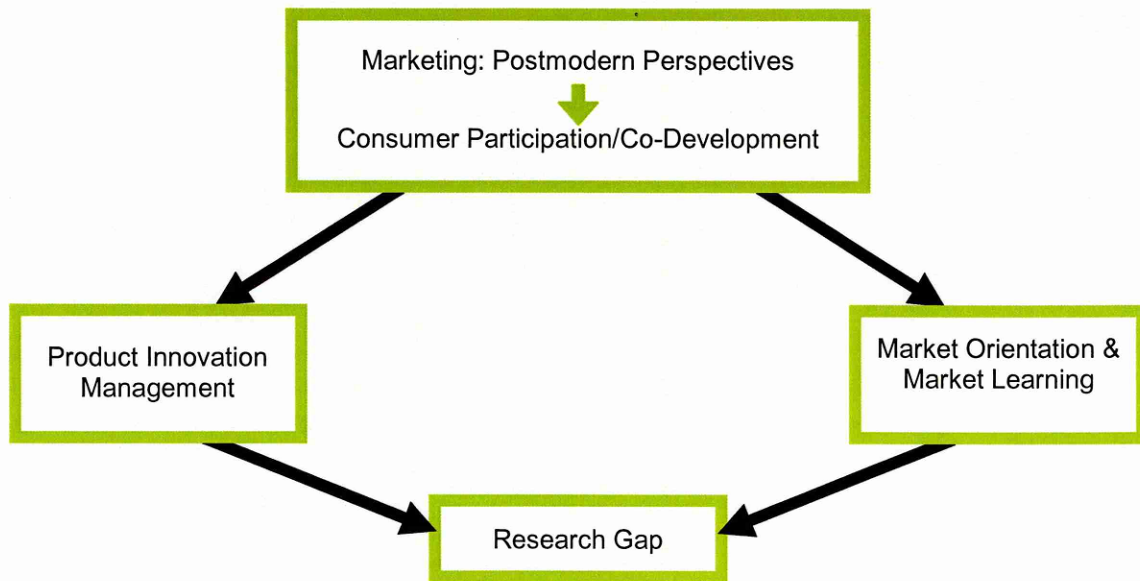 Marketing: Postmodern Perspectives
Consumer Participation/Co-Development
Product Innovation
Management
Market Orientation &
Market Learning
Research Gap